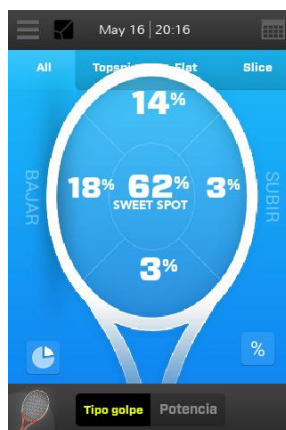 May 16 | 20:16
All Topspin Flat Slice
14%
BAJAR
18% 62% 3%
SWEET SPOT
SUBIR
3%
%
Tipo golpe Potencia